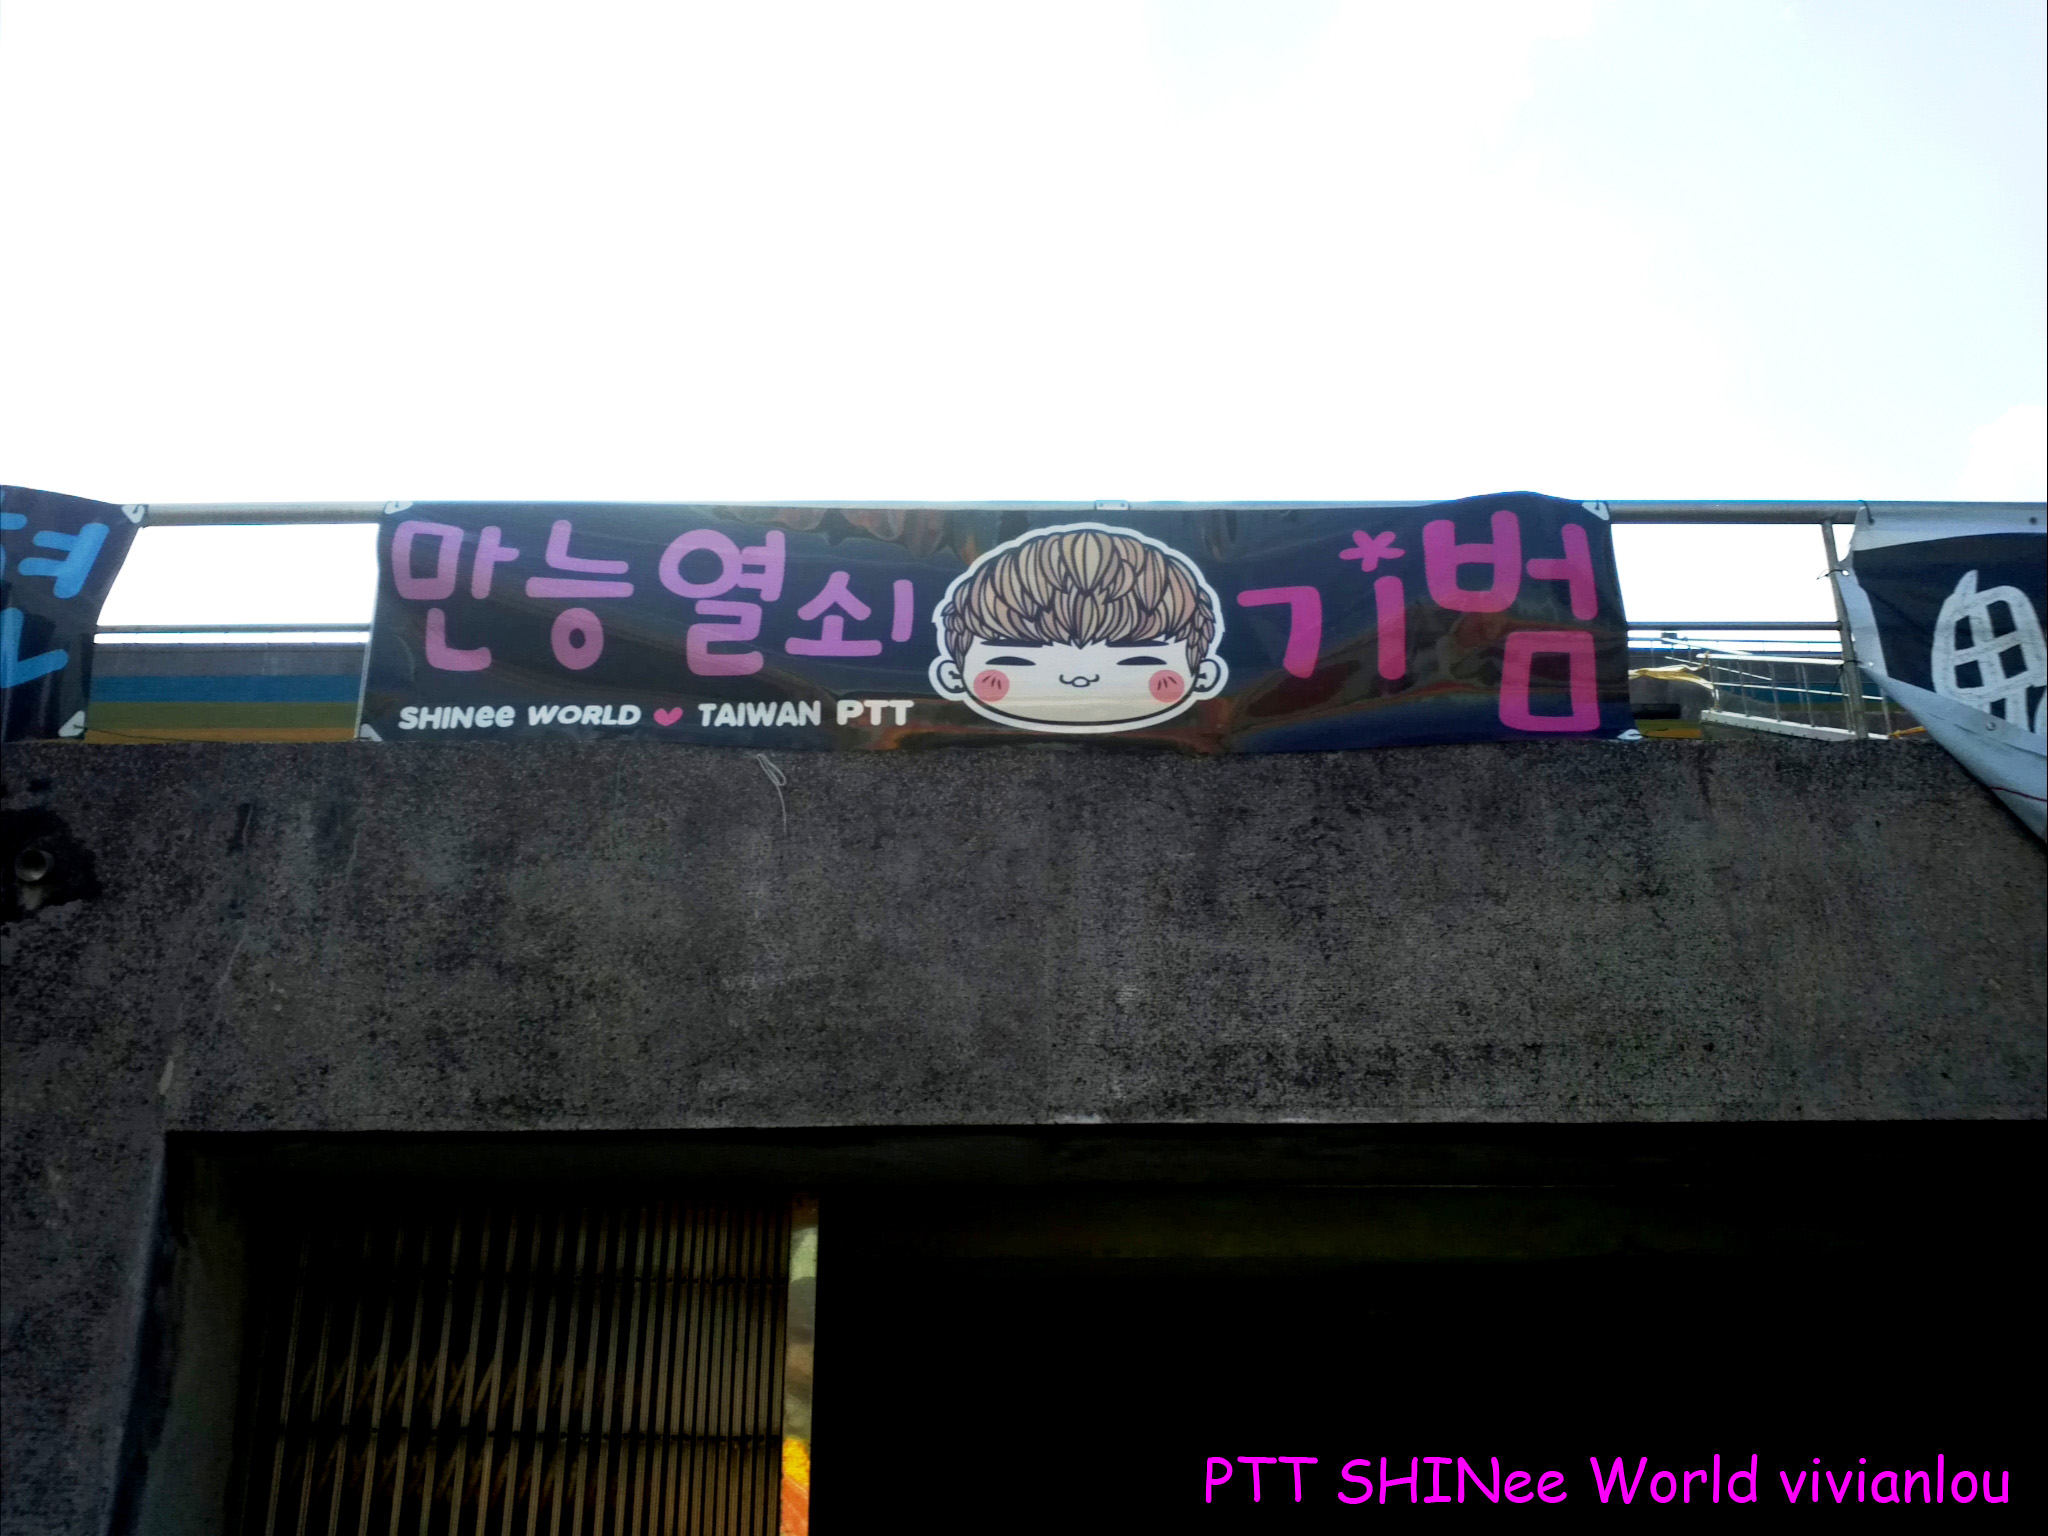 만능열쇠 기범
SHINee WORLD ♥ TAIWAN PTT
PTT SHINee World vivianlou